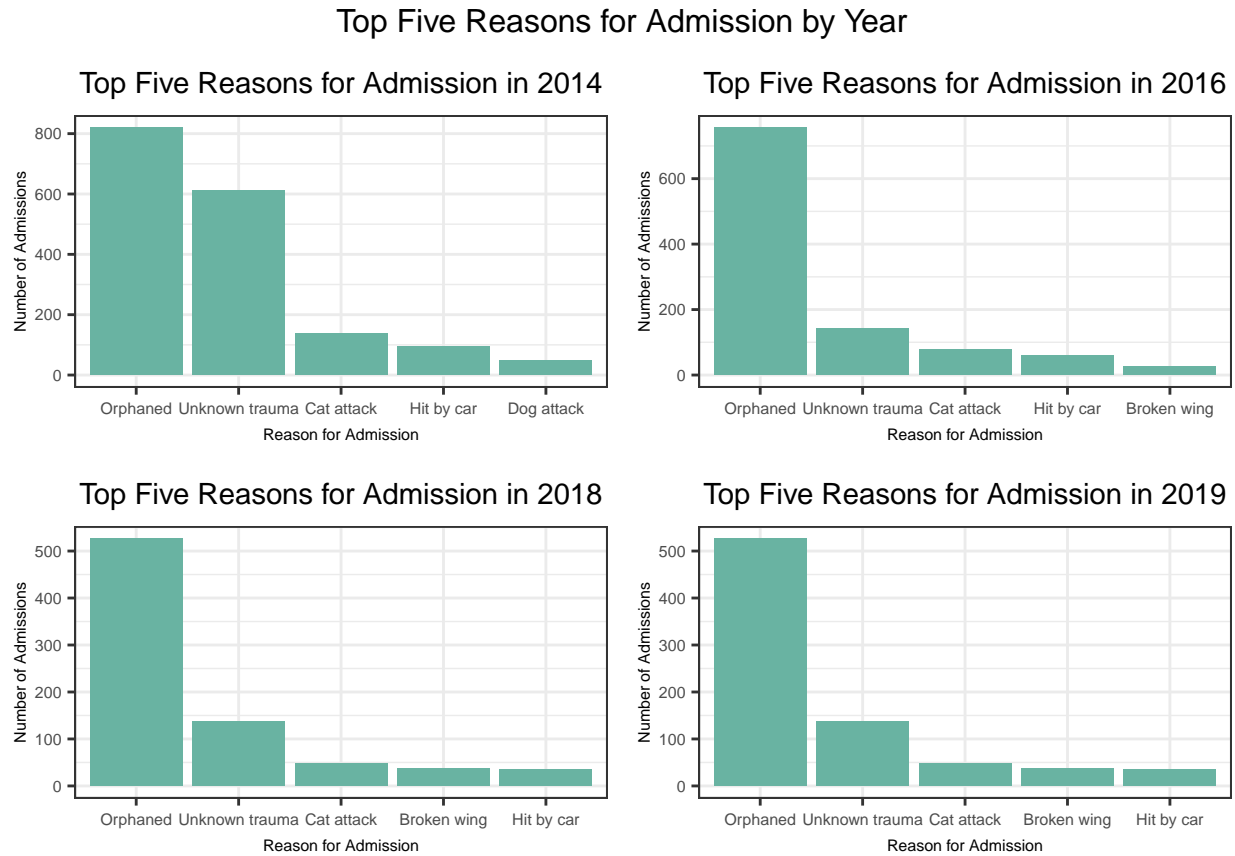 Top Five Reasons for Admission by Year
Top Five Reasons for Admission in 2014
Number of Admissions
800
600
400
200
0
Orphaned Unknown trauma Cat attack Hit by car Dog attack
Reason for Admission
Top Five Reasons for Admission in 2016
Number of Admissions
600
400
200
0
Orphaned Unknown trauma Cat attack Hit by car Broken wing
Reason for Admission
Top Five Reasons for Admission in 2018
Number of Admissions
500
400
300
200
100
0
Orphaned Unknown trauma Cat attack Broken wing Hit by car
Reason for Admission
Top Five Reasons for Admission in 2019
Number of Admissions
500
400
300
200
100
0
Orphaned Unknown trauma Cat attack Broken wing Hit by car
Reason for Admission